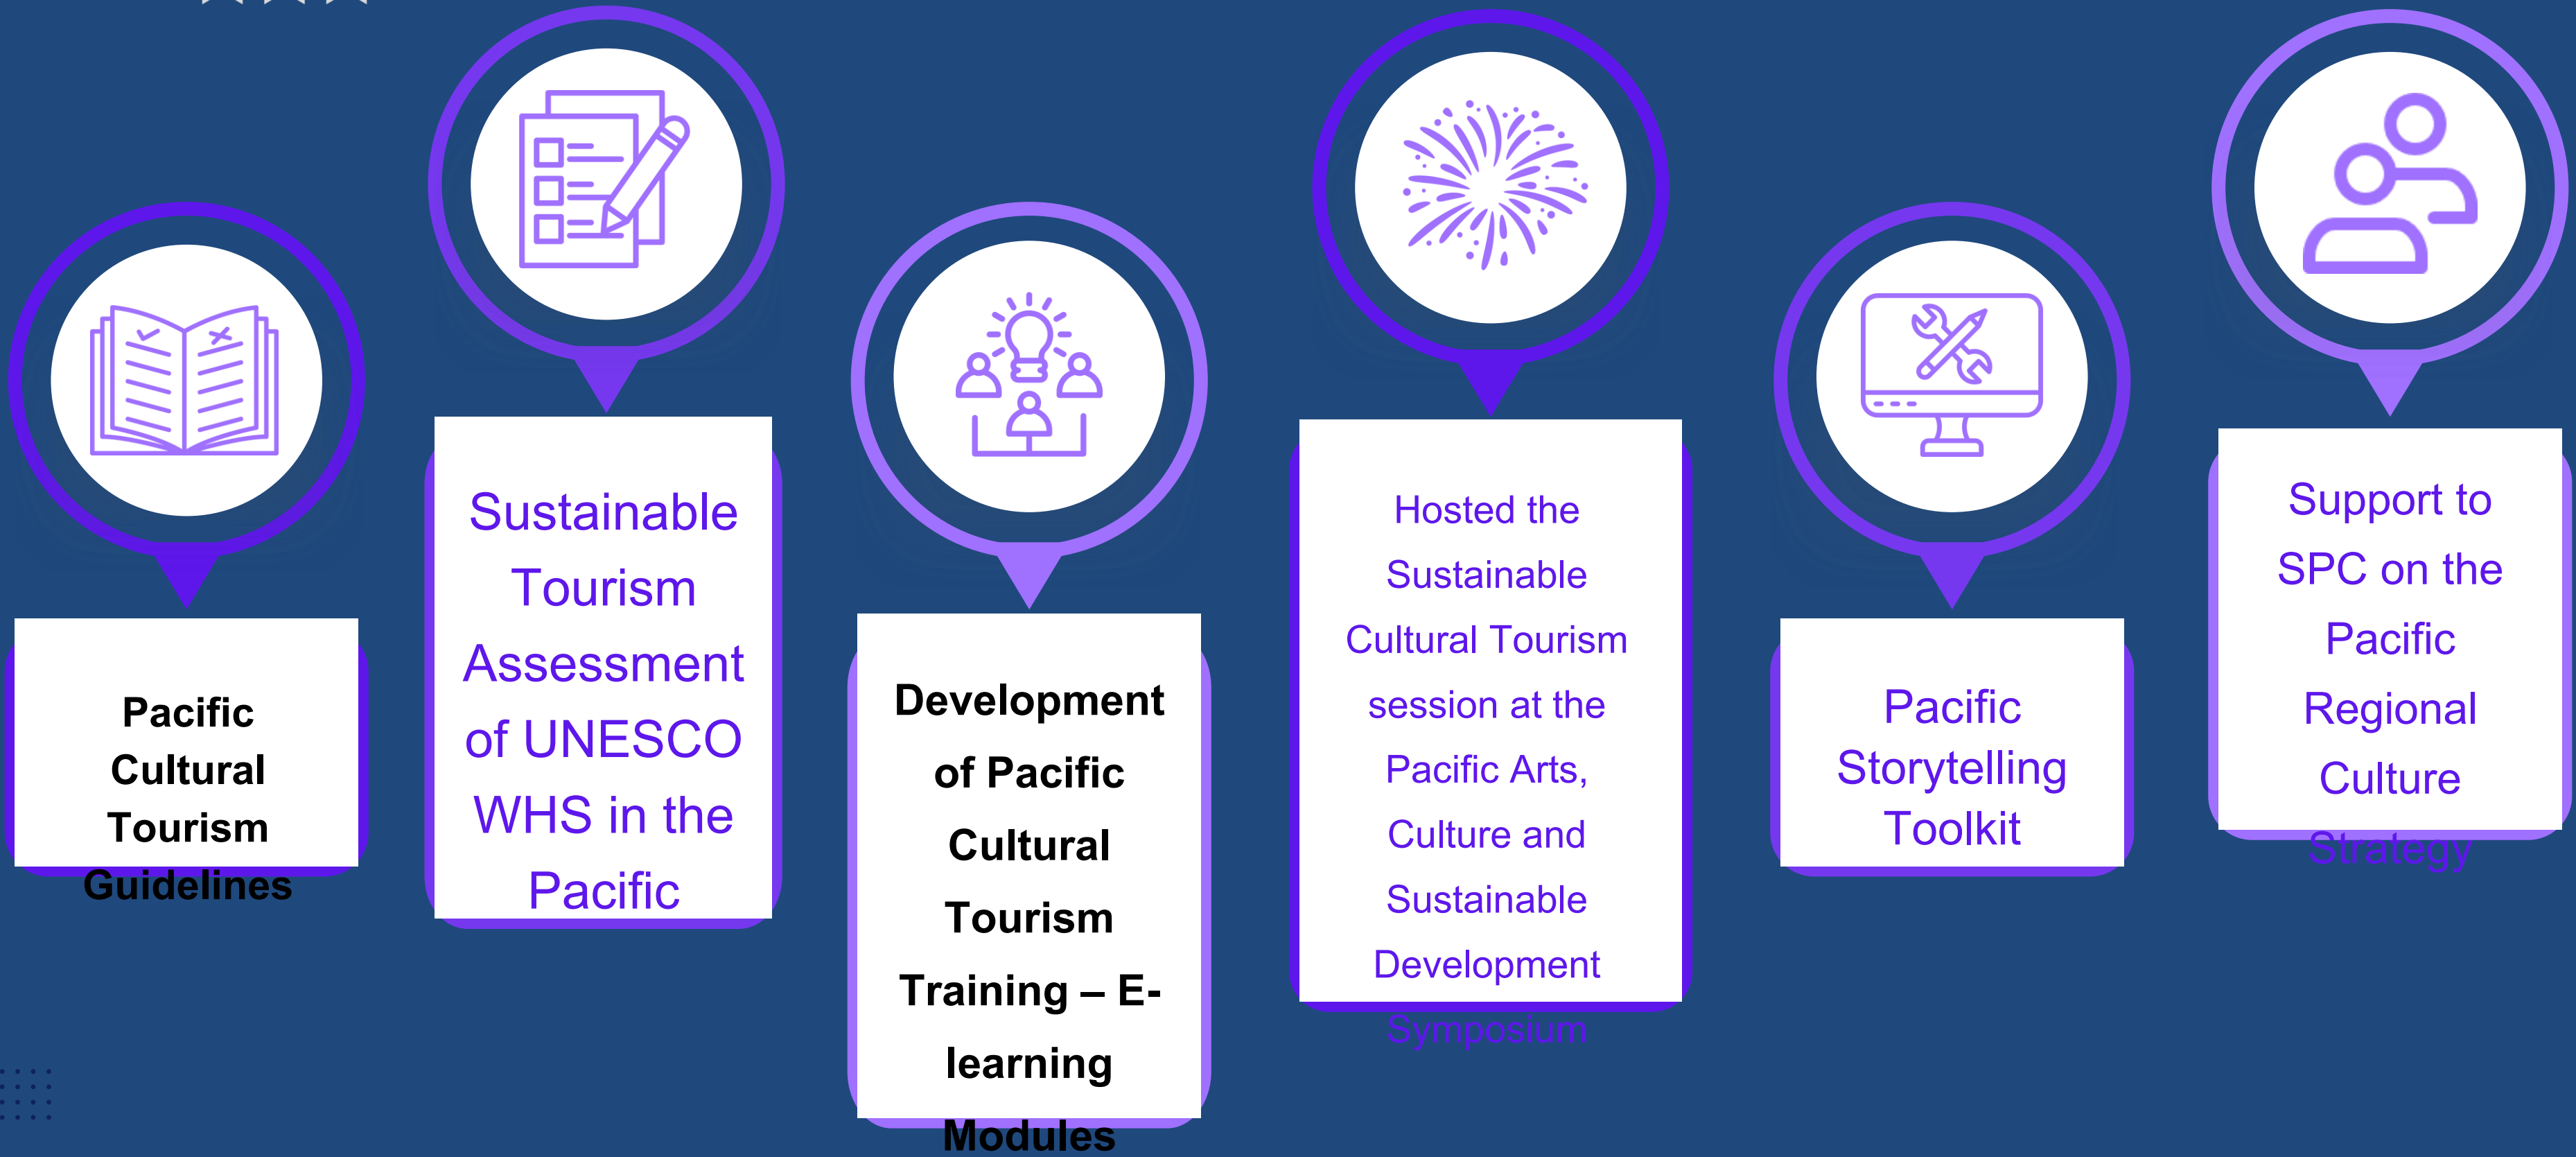 Pacific
Cultural
Tourism
Guidelines
Sustainable
Tourism
Assessment
of UNESCO
WHS in the
Pacific
Development
of Pacific
Cultural
Tourism
Training – E-
learning
Modules
Hosted the
Sustainable
Cultural Tourism
session at the
Pacific Arts,
Culture and
Sustainable
Development
Symposium
Pacific
Storytelling
Toolkit
Support to
SPC on the
Pacific
Regional
Culture
Strategy